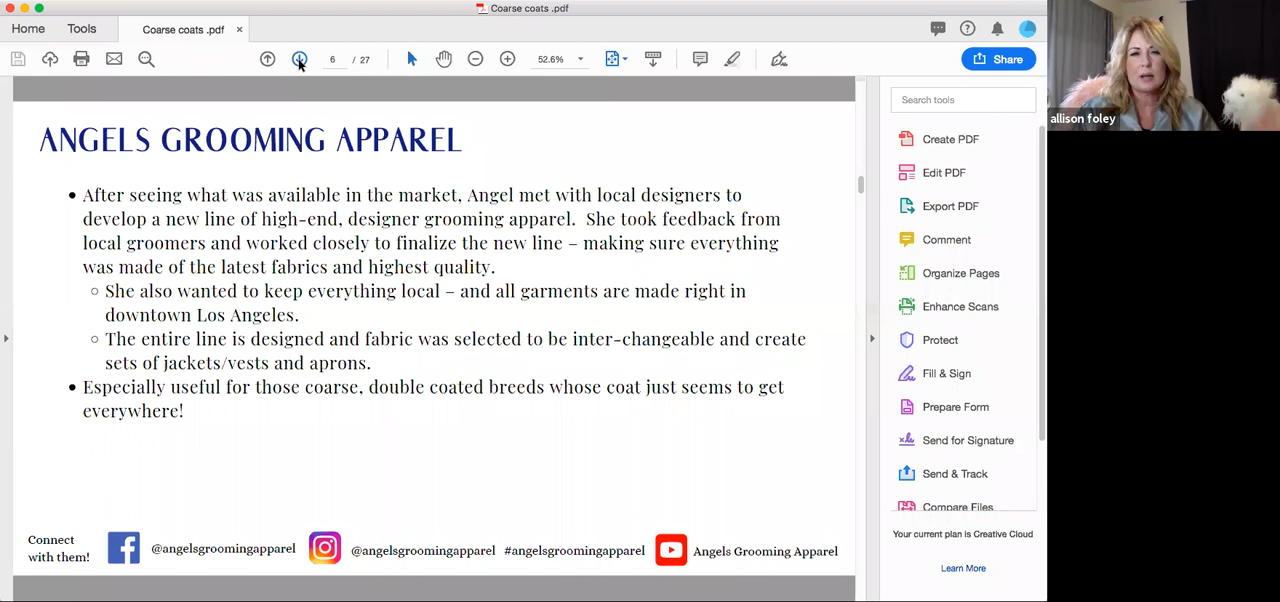 Coarse coats .pdf
Home
Tools
Coarse coats .pdf
×
6 / 27
52.6%
Share
allison foley
ANGELS GROOMING APPAREL
• After seeing what was available in the market, Angel met with local designers to
develop a new line of high-end, designer grooming apparel. She took feedback from
local groomers and worked closely to finalize the new line – making sure everything
was made of the latest fabrics and highest quality.
○ She also wanted to keep everything local – and all garments are made right in
downtown Los Angeles.
○ The entire line is designed and fabric was selected to be inter-changeable and create
sets of jackets/vests and aprons.
• Especially useful for those coarse, double coated breeds whose coat just seems to get
everywhere!
Connect
with them!
@angelsgroomingapparel
@angelsgroomingapparel #angelsgroomingapparel
Angels Grooming Apparel
Search tools
Create PDF
Edit PDF
Export PDF
Comment
Organize Pages
Enhance Scans
Protect
Fill & Sign
Prepare Form
Send for Signature
Send & Track
Compare Files
Your current plan is Creative Cloud
Learn More